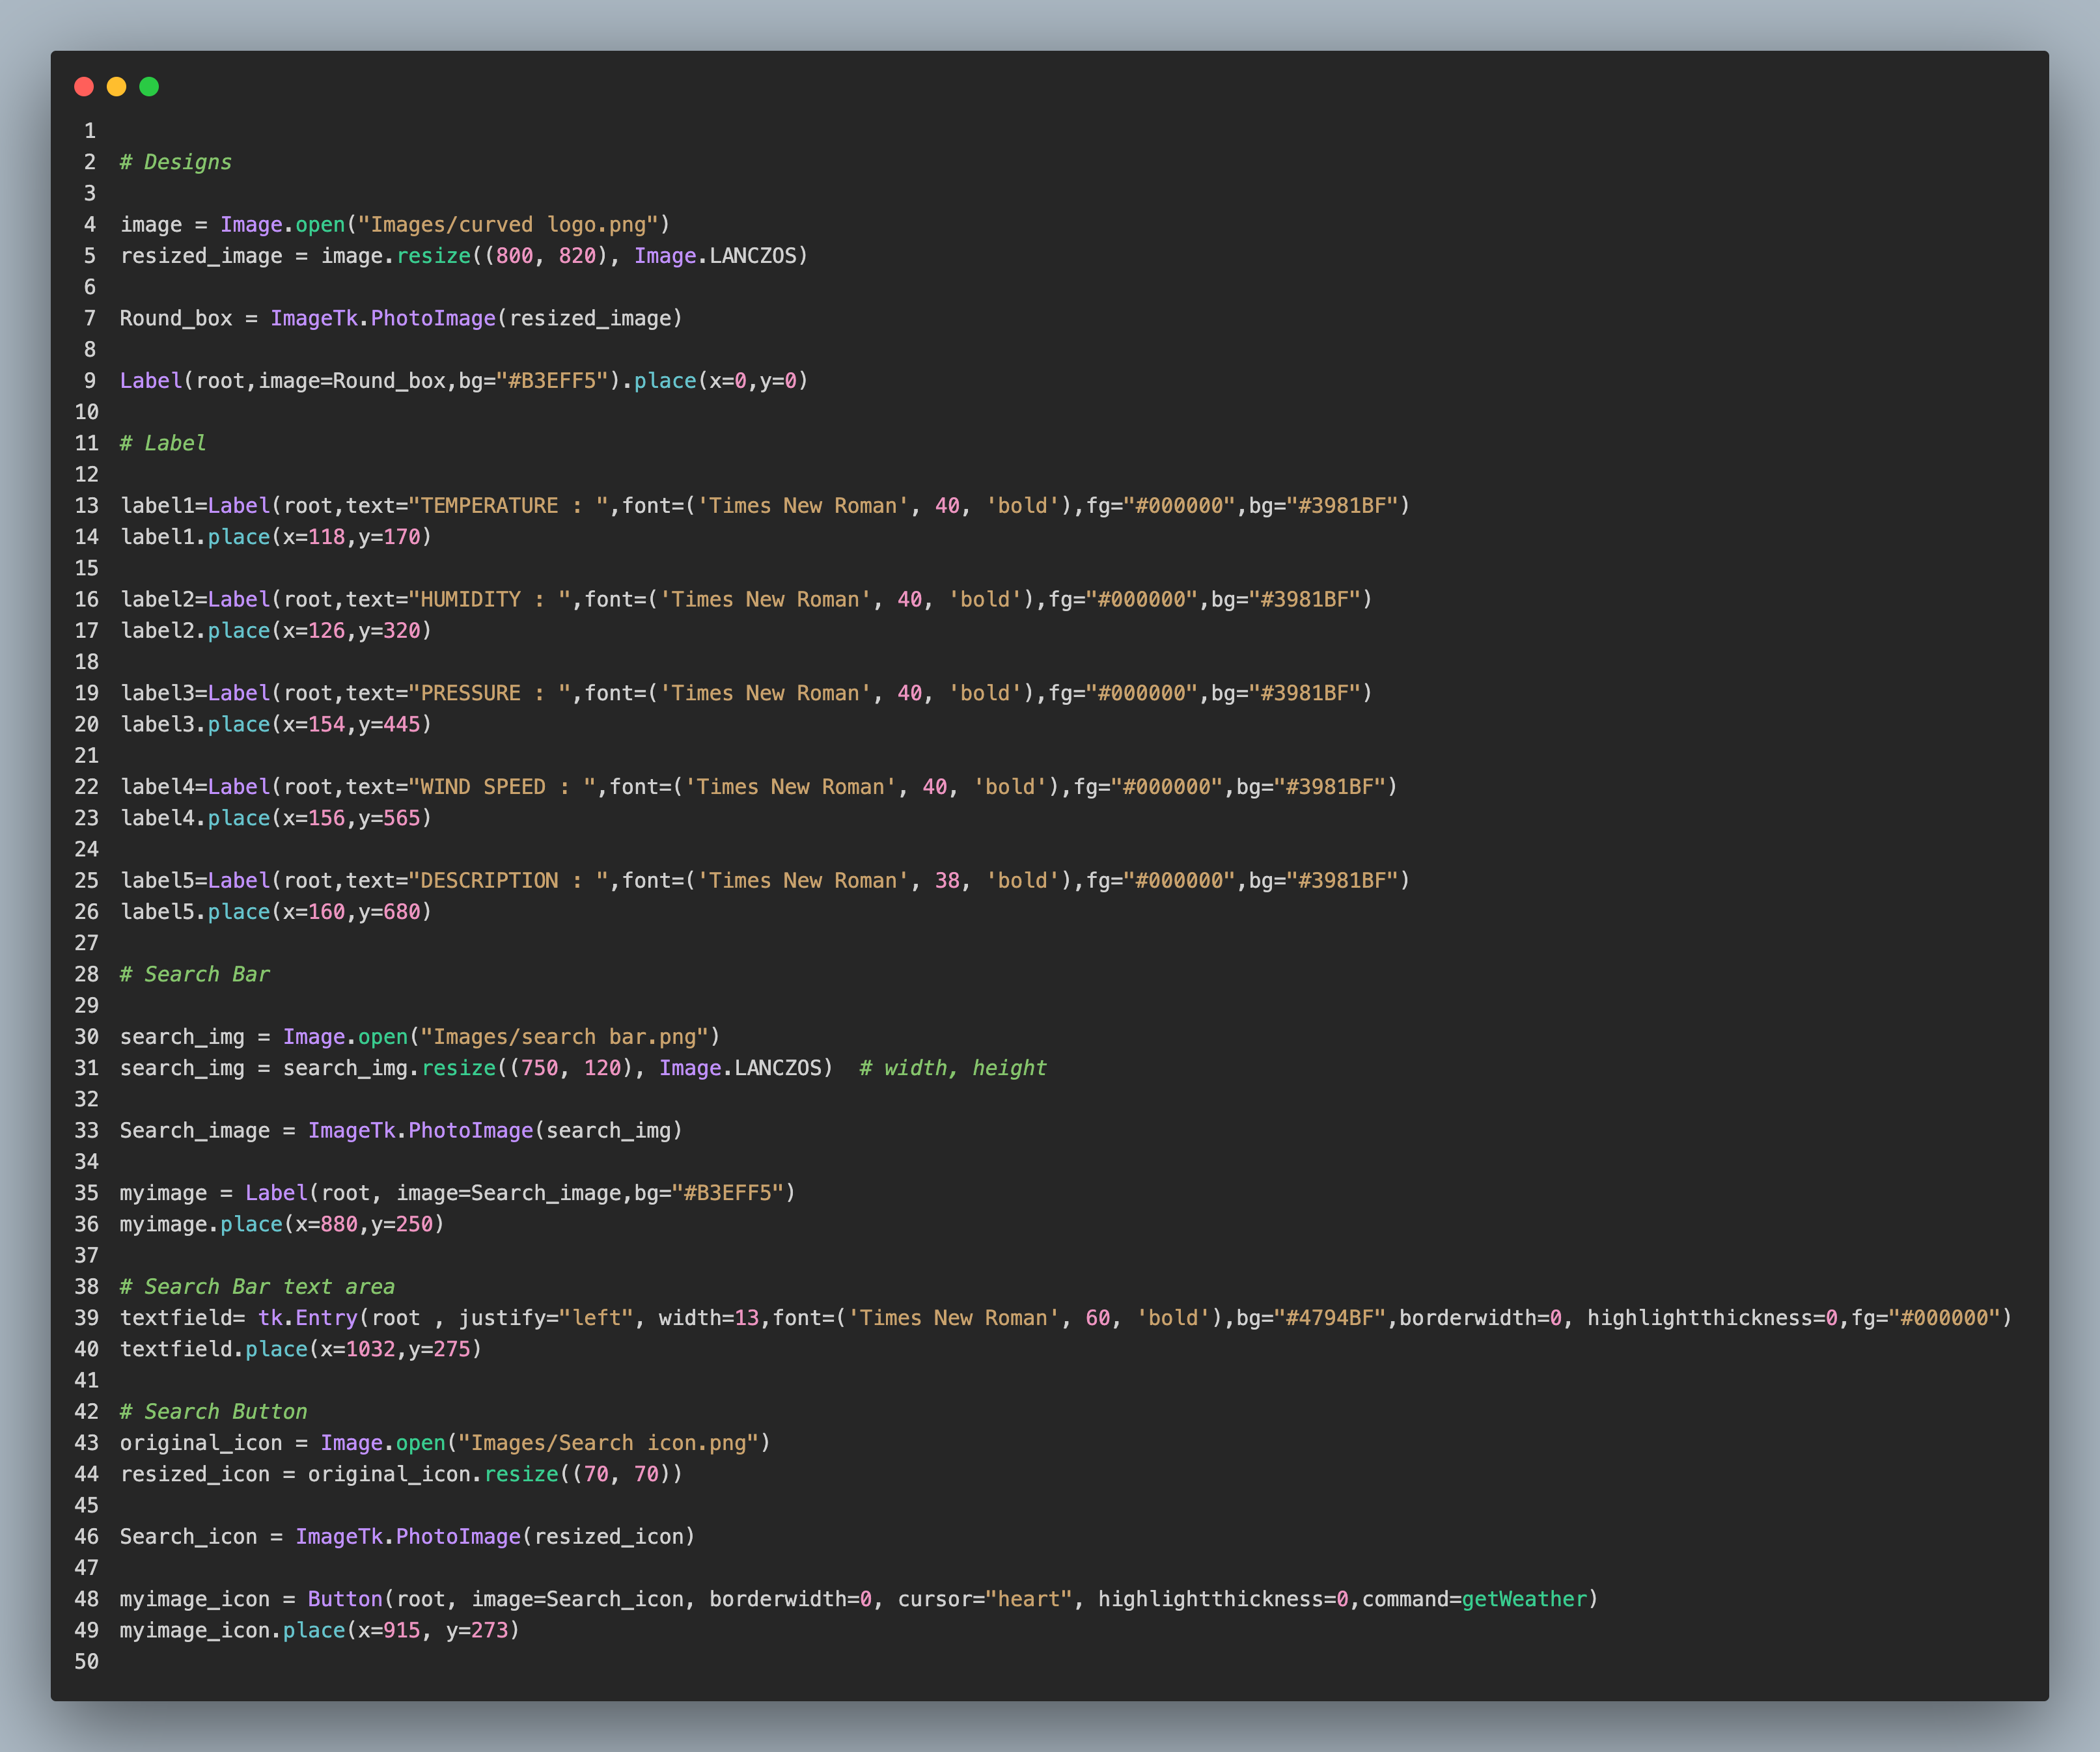 1
2 # Designs
3
4 image = Image.open("Images/curved logo.png")
5 resized_image = image.resize((800, 820), Image.LANCZOS)
6
7 Round_box = ImageTk.PhotoImage(resized_image)
8
9 Label(root,image=Round_box,bg="#B3EFF5").place(x=0,y=0)
10
11 # Label
12
13 label1=Label(root,text="TEMPERATURE : ",font=('Times New Roman', 40, 'bold'),fg="#000000",bg="#3981BF")
14 label1.place(x=118,y=170)
15
16 label2=Label(root,text="HUMIDITY : ",font=('Times New Roman', 40, 'bold'),fg="#000000",bg="#3981BF")
17 label2.place(x=126,y=320)
18
19 label3=Label(root,text="PRESSURE : ",font=('Times New Roman', 40, 'bold'),fg="#000000",bg="#3981BF")
20 label3.place(x=154,y=445)
21
22 label4=Label(root,text="WIND SPEED : ",font=('Times New Roman', 40, 'bold'),fg="#000000",bg="#3981BF")
23 label4.place(x=156,y=565)
24
25 label5=Label(root,text="DESCRIPTION : ",font=('Times New Roman', 38, 'bold'),fg="#000000",bg="#3981BF")
26 label5.place(x=160,y=680)
27
28 # Search Bar
29
30 search_img = Image.open("Images/search bar.png")
31 search_img = search_img.resize((750, 120), Image.LANCZOS)  # width, height
32
33 Search_image = ImageTk.PhotoImage(search_img)
34
35 myimage = Label(root, image=Search_image,bg="#B3EFF5")
36 myimage.place(x=880,y=250)
37
38 # Search Bar text area
39 textfield= tk.Entry(root , justify="left", width=13,font=('Times New Roman', 60, 'bold'),bg="#4794BF",borderwidth=0, highlightthickness=0,fg="#000000")
40 textfield.place(x=1032,y=275)
41
42 # Search Button
43 original_icon = Image.open("Images/Search icon.png")
44 resized_icon = original_icon.resize((70, 70))
45
46 Search_icon = ImageTk.PhotoImage(resized_icon)
47
48 myimage_icon = Button(root, image=Search_icon, borderwidth=0, cursor="heart", highlightthickness=0,command=getWeather)
49 myimage_icon.place(x=915, y=273)
50